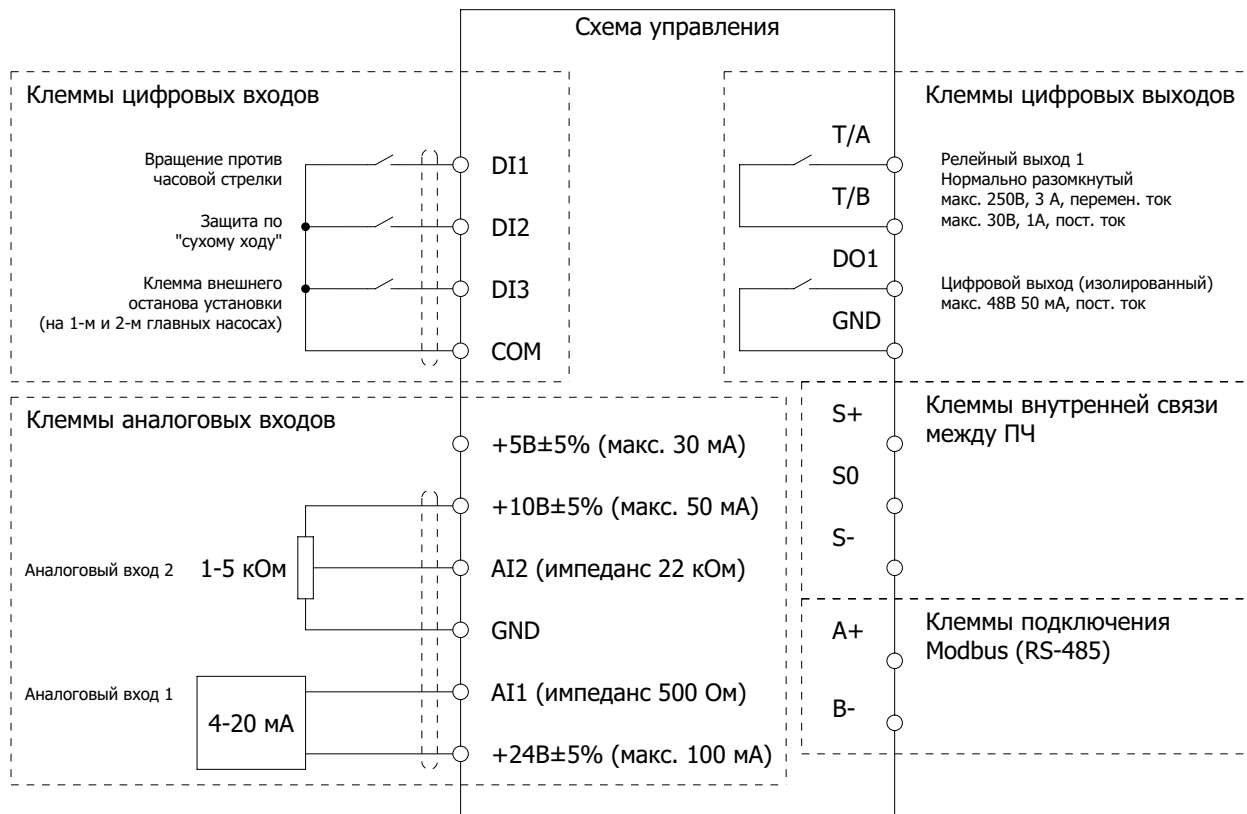 Схема управления
Клеммы цифровых входов
Вращение против
часовой стрелки
DI1
Защита по
"сухому ходу"
DI2
Клемма внешнего
останова установки
(на 1-м и 2-м главных насосах)
DI3
COM
Клеммы цифровых выходов
T/A
Релейный выход 1
Нормально разомкнутый
макс. 250В, 3 А, перемен. ток
макс. 30В, 1А, пост. ток
T/B
DO1
Цифровой выход (изолированный)
макс. 48В 50 мА, пост. ток
GND
Клеммы аналоговых входов
+5В±5% (макс. 30 мА)
+10В±5% (макс. 50 мА)
Аналоговый вход 2
1-5 кОм
AI2 (импеданс 22 кОм)
GND
Аналоговый вход 1
4-20 мА
AI1 (импеданс 500 Ом)
+24В±5% (макс. 100 мА)
Клеммы внутренней связи
между ПЧ
S+
S0
S-
Клеммы подключения
Modbus (RS-485)
A+
B-